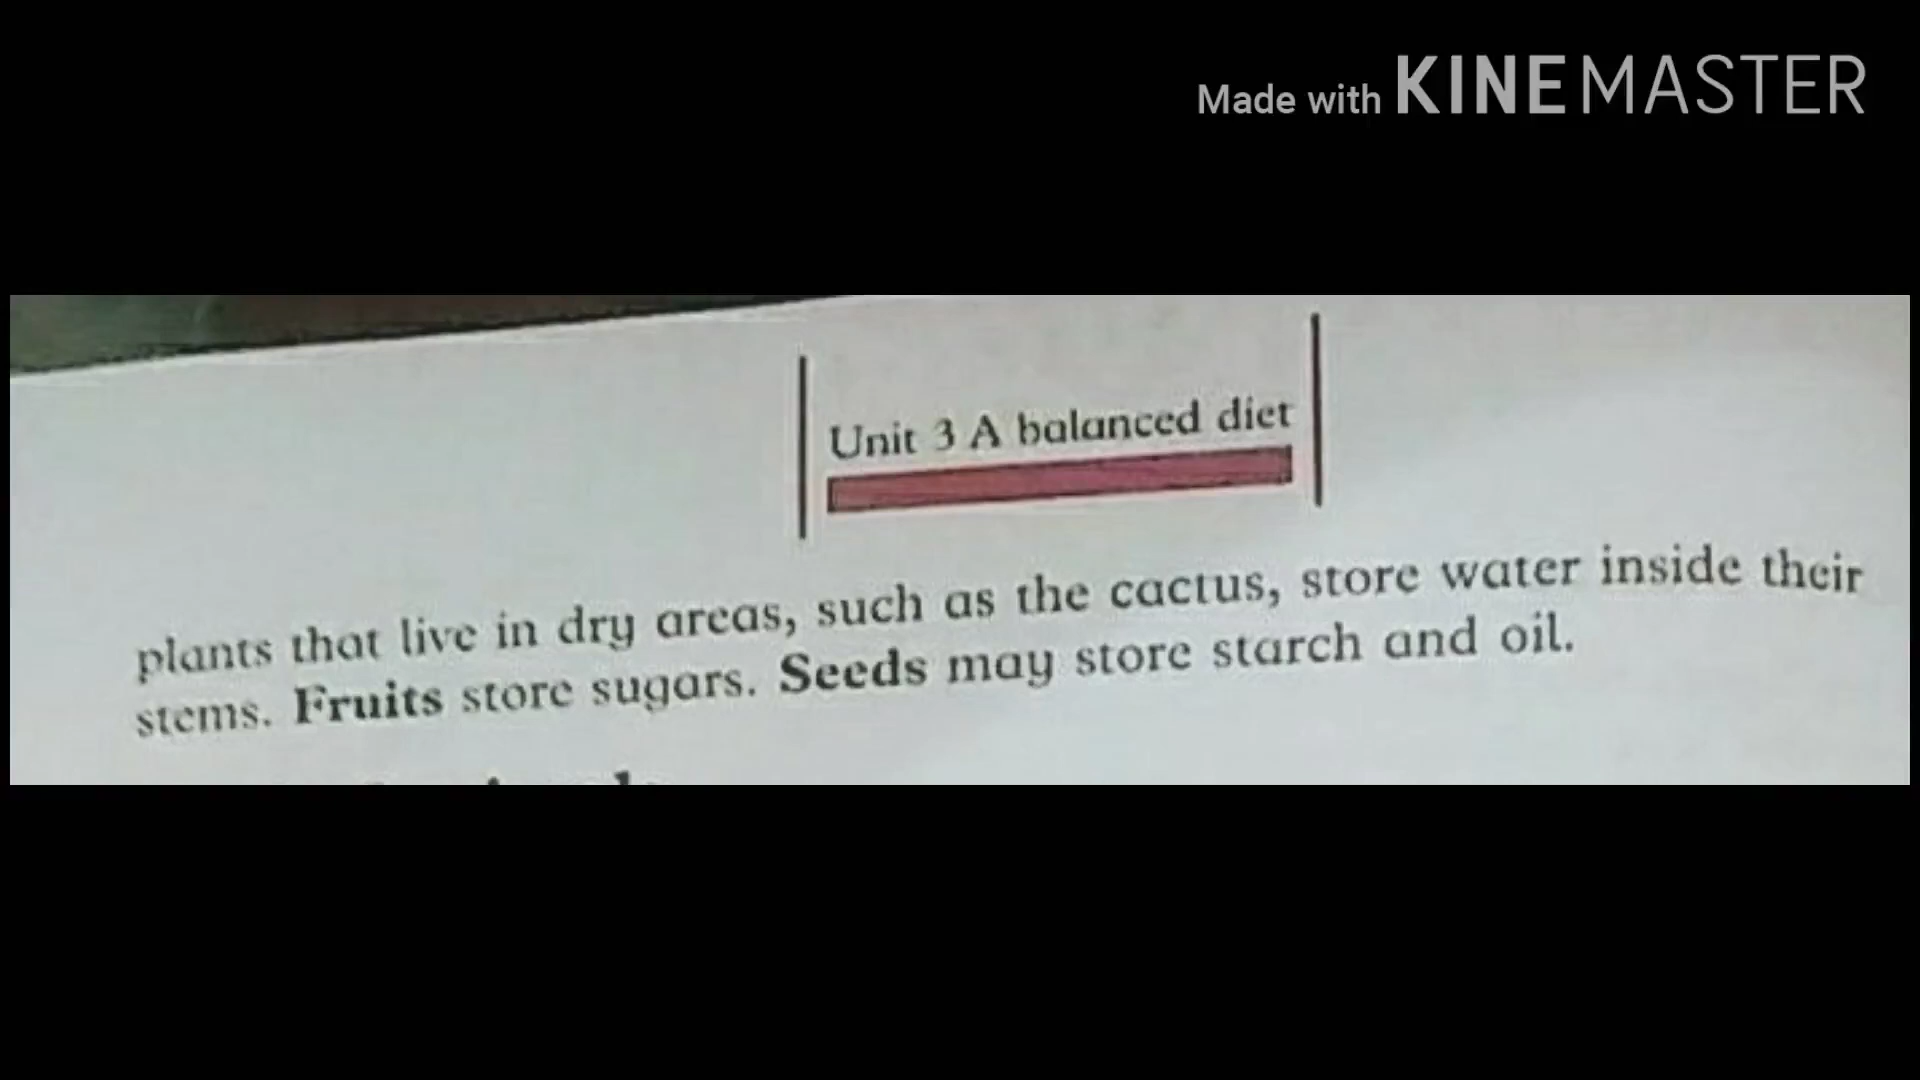 Made with KINEMASTER
Unit 3 A balanced diet
plants that live in dry areas, such as the cactus, store water inside their
stems. Fruits store sugars. Seeds may store starch and oil.